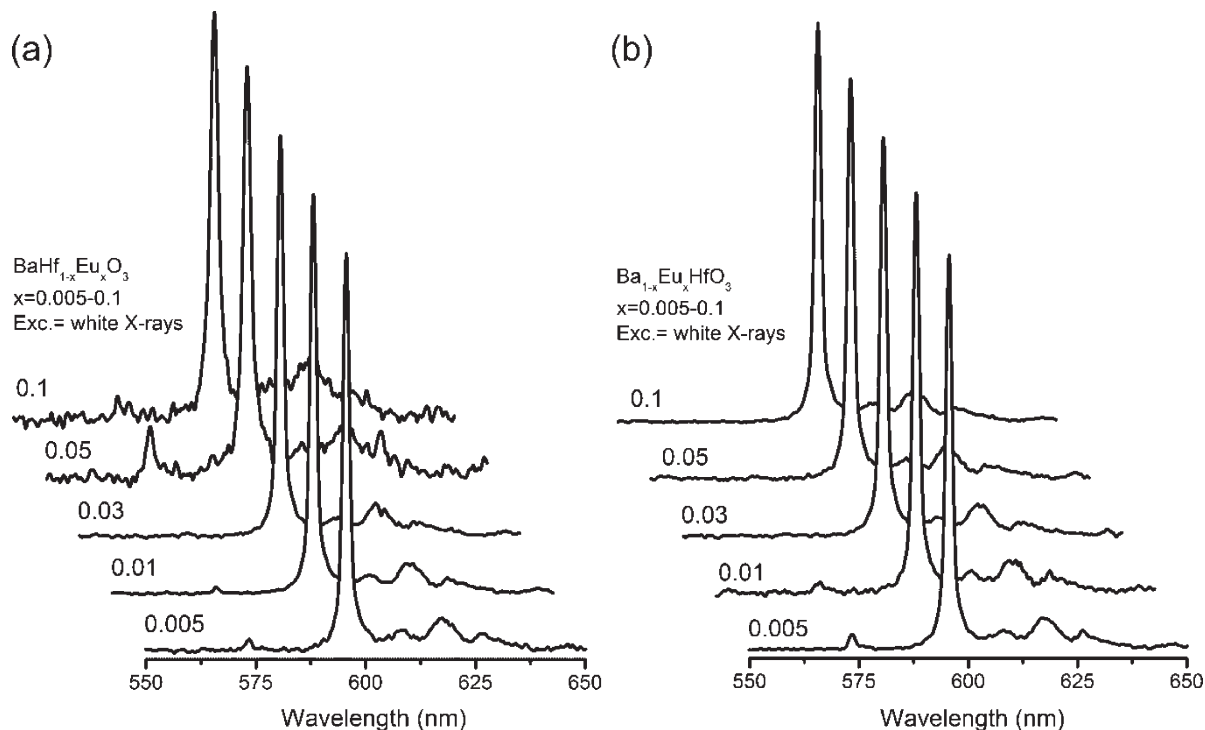 (a)
BaHf1-xEuxO3
x=0.005-0.1
Exc.= white X-rays
0.1
0.05
0.03
0.01
0.005
550 575 600 625 650
Wavelength (nm)
(b)
Ba1-xEuxHfO3
x=0.005-0.1
Exc.= white X-rays
0.1
0.05
0.03
0.01
0.005
550 575 600 625 650
Wavelength (nm)